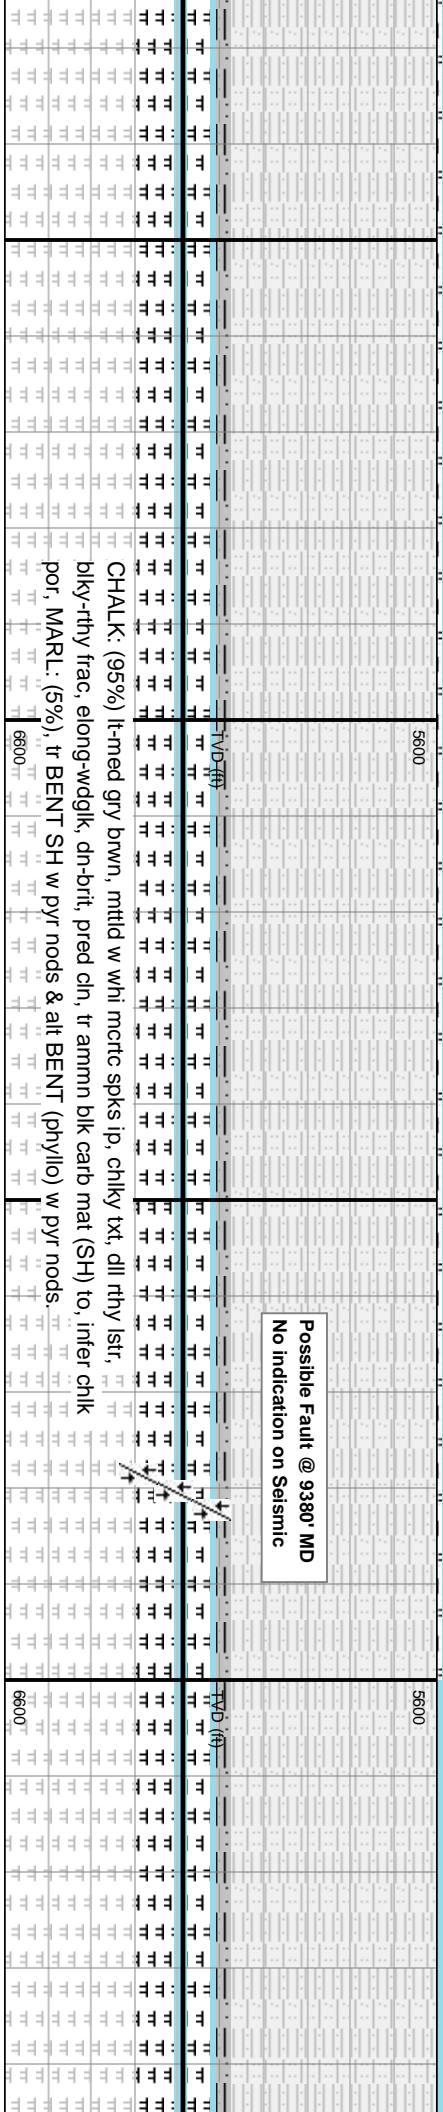 5600
TVD (ft)
6600
CHALK: (95%) lt-med gry brwn, mttld w whi mcrtc spks ip, chlky txt, dll rthy lstr,
blky-rthy frac, elong-wdglk, dn-brit, pred cln, tr ammn blk carb mat (SH) to, infer chlk
por, MARL: (5%), tr BENT SH w pyr nods & alt BENT (phyllo) w pyr nods.
Possible Fault @ 9380' MD
No indication on Seismic
5600
TVD (ft)
6600